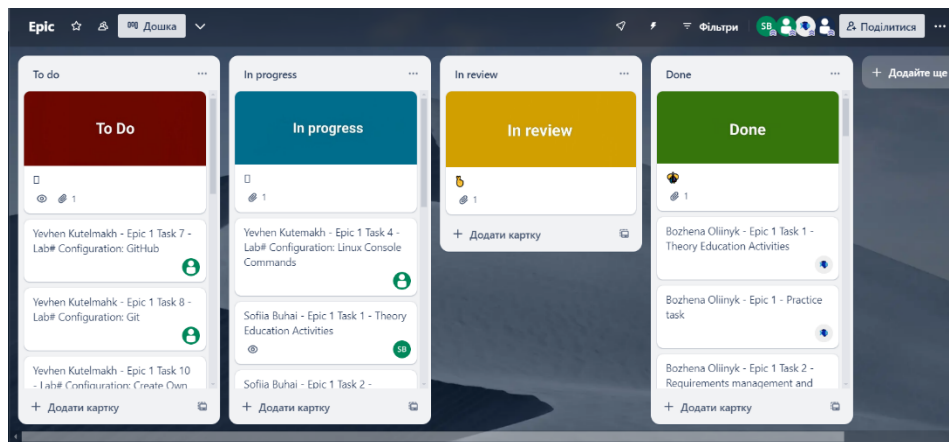 Epic
Дошка
Фільтри
SB
Поділитися
To do
To Do
1
Yevhen Kutelmakh - Epic 1 Task 7 -
Lab# Configuration: GitHub
Yevhen Kutelmahk - Epic 1 Task 8 -
Lab# Configuration: Git
Yevhen Kutelmakh - Epic 1 Task 10
- Lab# Configuration: Create Own
+ Додати картку
In progress
In progress
1
Yevhen Kutemakh - Epic 1 Task 4 -
Lab# Configuration: Linux Console
Commands
Sofiia Buhai - Epic 1 Task 1 - Theory
Education Activities
SB
Sofiia Buhai - Epic 1 Task 2 -
+ Додати картку
In review
In review
1
+ Додати картку
Done
Done
1
Bozhena Oliinyk - Epic 1 Task 1 -
Theory Education Activities
Bozhena Oliinyk - Epic 1 - Practice
task
Bozhena Oliinyk - Epic 1 Task 2 -
Requirements management and
+ Додати картку
+ Додайте ще